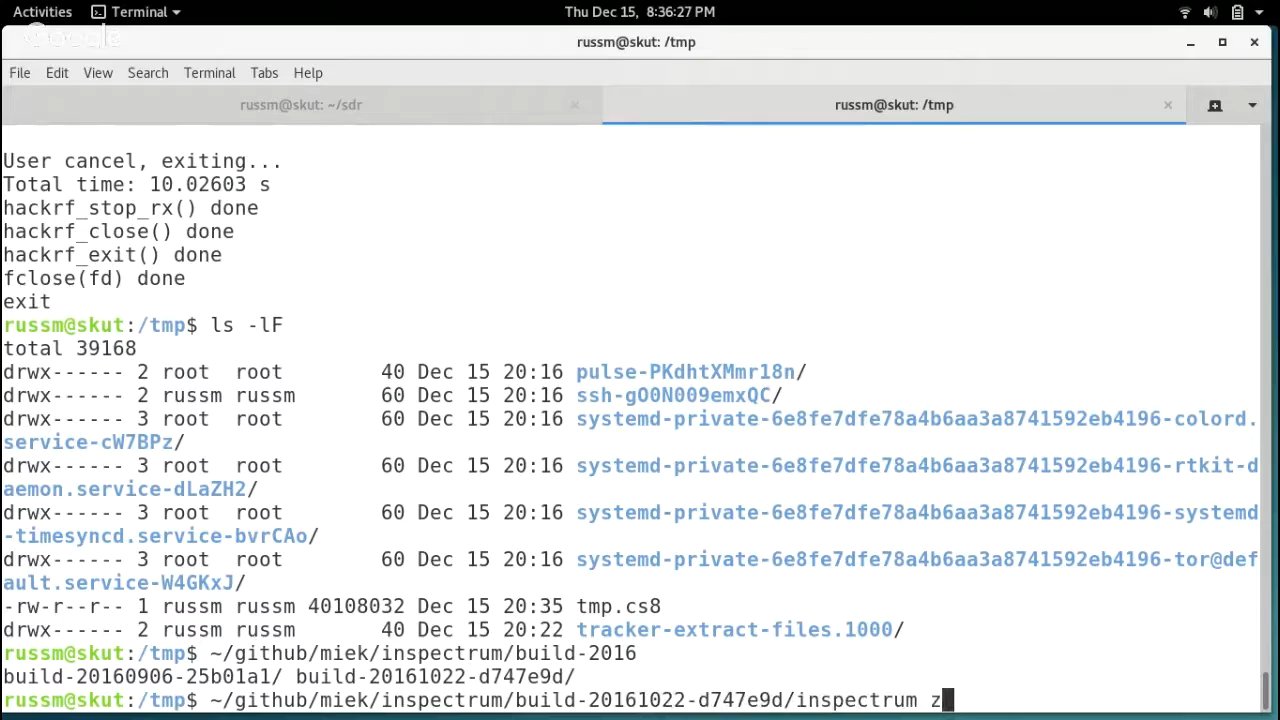 Activities Terminal Thu Dec 15, 8:36:27 PM
Google
russm@skut: /tmp
File Edit View Search Terminal Tabs Help
russm@skut: ~/sdr russm@skut: /tmp
User cancel, exiting...
Total time: 10.02603 s
hackrf_stop_rx() done
hackrf_close() done
hackrf_exit() done
fclose(fd) done
exit
russm@skut:/tmp$ ls -lF
total 39168
drwx------ 2 root  root        40 Dec 15 20:16 pulse-PKdhtXMmr18n/
drwx------ 2 russm russm       60 Dec 15 20:16 ssh-gO0N009emxQC/
drwx------ 3 root  root        60 Dec 15 20:16 systemd-private-6e8fe7dfe78a4b6aa3a8741592eb4196-colord.
service-cW7BPz/
drwx------ 3 root  root        60 Dec 15 20:16 systemd-private-6e8fe7dfe78a4b6aa3a8741592eb4196-rtkit-d
aemon.service-dLaZH2/
drwx------ 3 root  root        60 Dec 15 20:16 systemd-private-6e8fe7dfe78a4b6aa3a8741592eb4196-systemd
-timesyncd.service-bvrCAo/
drwx------ 3 root  root        60 Dec 15 20:16 systemd-private-6e8fe7dfe78a4b6aa3a8741592eb4196-tor@def
ault.service-W4GKxJ/
-rw-r--r-- 1 russm russm 40108032 Dec 15 20:35 tmp.cs8
drwx------ 2 russm russm       40 Dec 15 20:22 tracker-extract-files.1000/
russm@skut:/tmp$ ~/github/miek/inspectrum/build-2016
build-20160906-25b01a1/ build-20161022-d747e9d/
russm@skut:/tmp$ ~/github/miek/inspectrum/build-20161022-d747e9d/inspectrum z